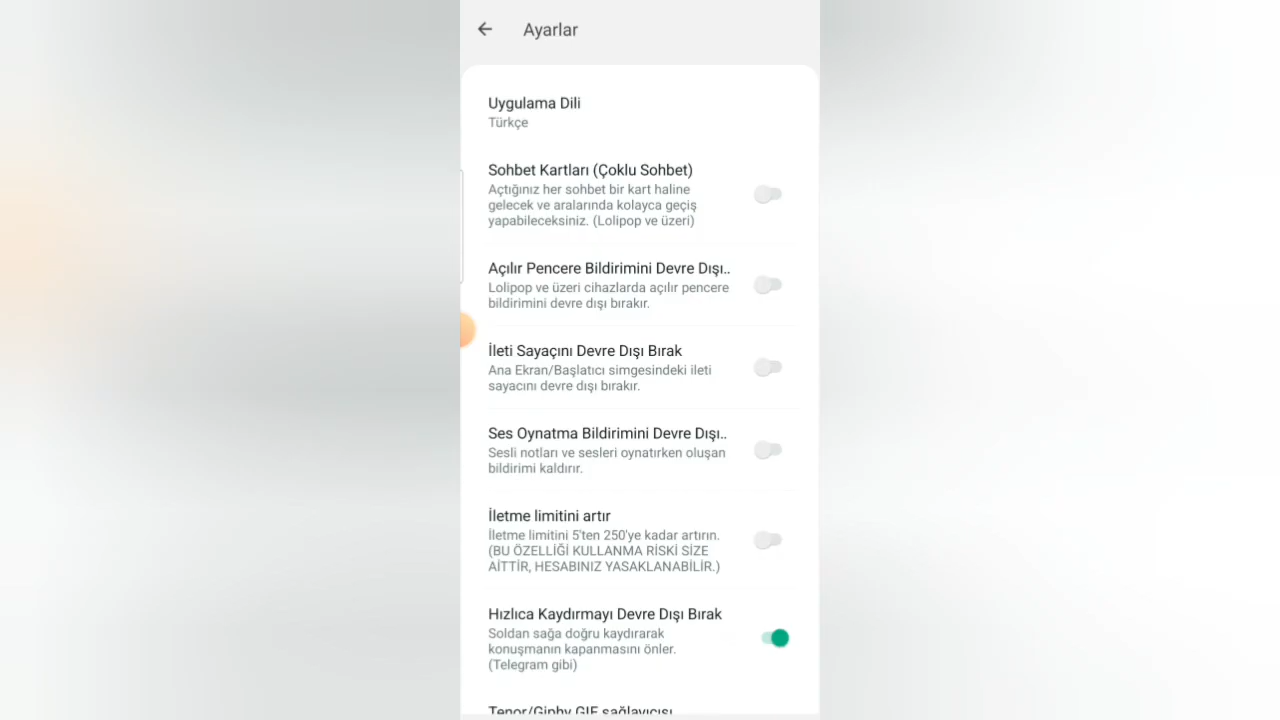 Ayarlar
Uygulama Dili
Türkçe
Sohbet Kartları (Çoklu Sohbet)
Açtığınız her sohbet bir kart haline
gelecek ve aralarında kolayca geçiş
yapabileceksiniz. (Lolipop ve üzeri)
Açılır Pencere Bildirimini Devre Dışı..
Lolipop ve üzeri cihazlarda açılır pencere
bildirimini devre dışı bırakır.
İleti Sayaçını Devre Dışı Bırak
Ana Ekran/Başlatıcı simgesindeki ileti
sayacını devre dışı bırakır.
Ses Oynatma Bildirimini Devre Dışı..
Sesli notları ve sesleri oynatırken oluşan
bildirimi kaldırır.
İletme limitini artır
İletme limitini 5'ten 250'ye kadar artırın.
(BU ÖZELLİĞİ KULLANMA RİSKİ SİZE
AİTTİR, HESABINIZ YASAKLANABİLİR.)
Hızlıca Kaydırmayı Devre Dışı Bırak
Soldan sağa doğru kaydırarak
konuşmanın kapanmasını önler.
(Telegram gibi)
Tenor/Giphy GIF sağlayıcısı